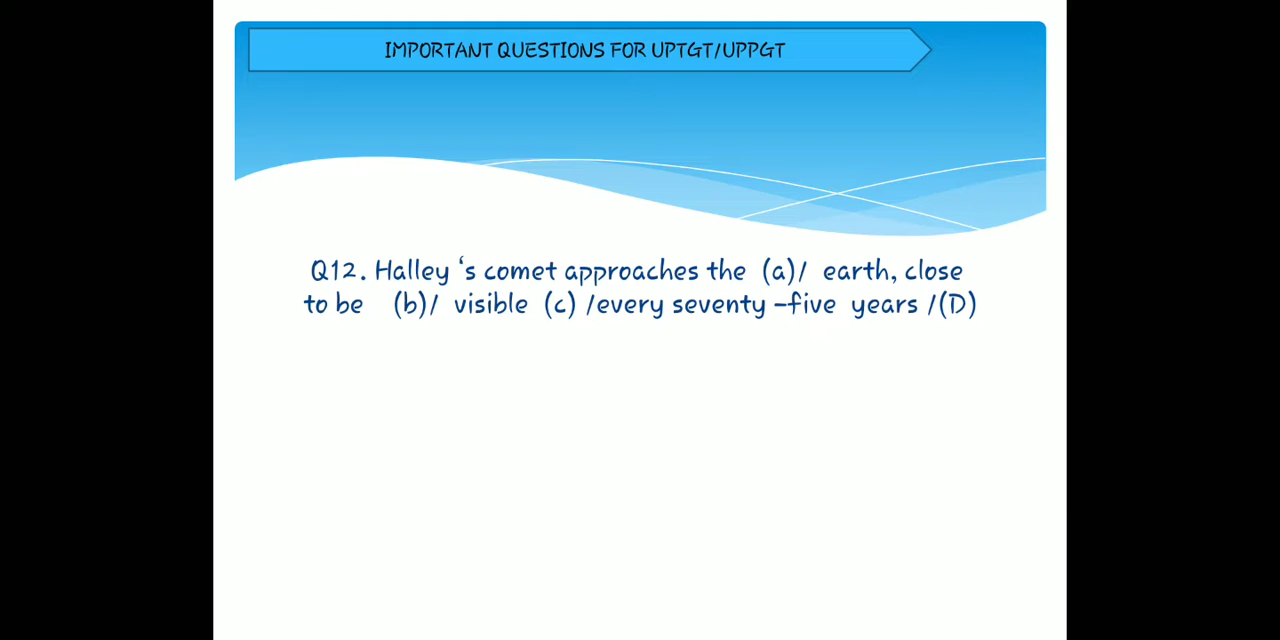 IMPORTANT QUESTIONS FOR UPTGT/UPPGT
Q12. Halley ‘s comet approaches the (a)/ earth, close
to be (b)/ visible (c) /every seventy –five years /(D)